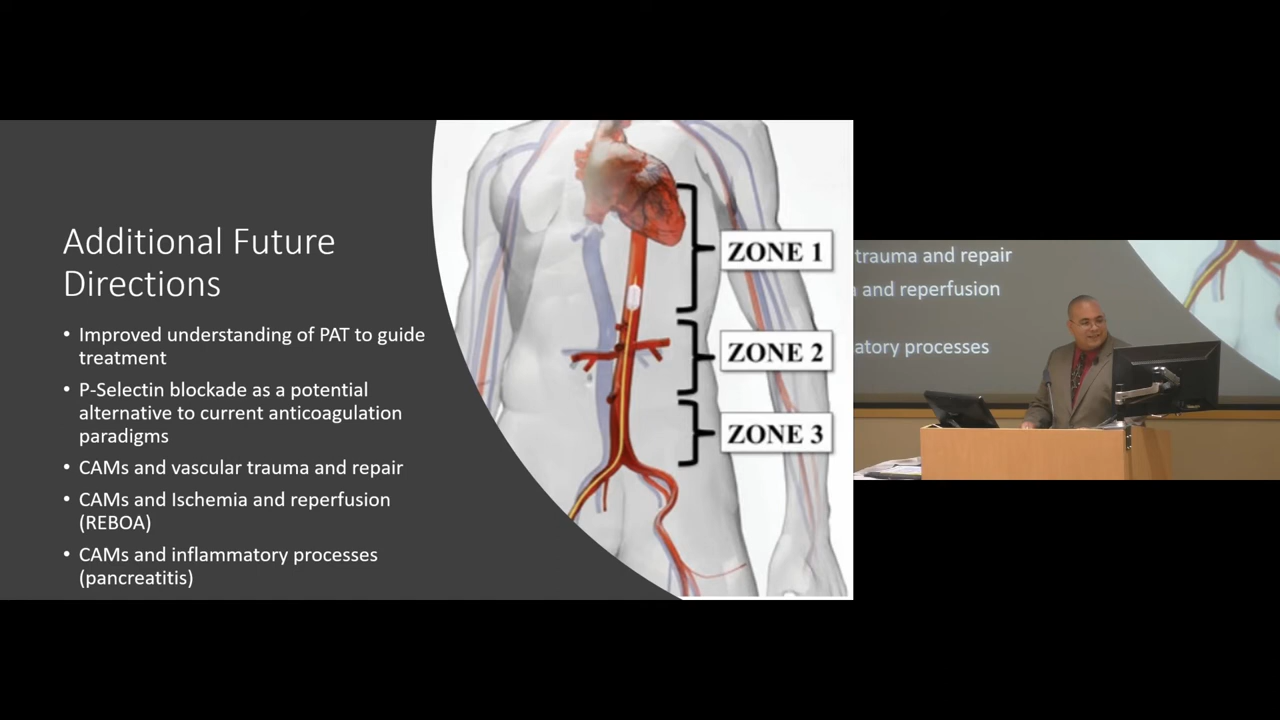 Additional Future
Directions
• Improved understanding of PAT to guide
treatment
• P-Selectin blockade as a potential
alternative to current anticoagulation
paradigms
• CAMs and vascular trauma and repair
• CAMs and Ischemia and reperfusion
(REBOA)
• CAMs and inflammatory processes
(pancreatitis)
ZONE 1
ZONE 2
ZONE 3
trauma and repair
and reperfusion
atory processes